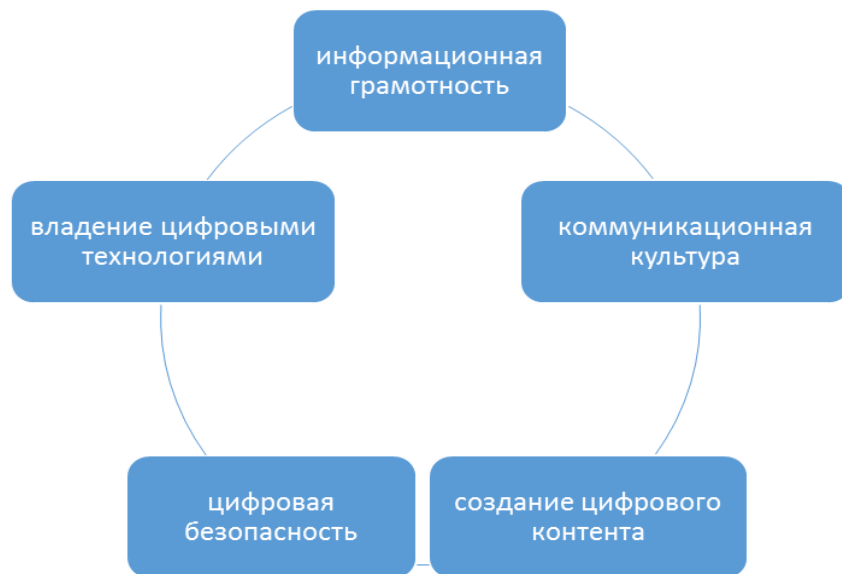 информационная
грамотность
коммуникационная
культура
создание цифрового
контента
цифровая
безопасность
владение цифровыми
технологиями